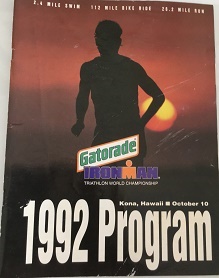 2.4 MILE SWIM 112 MILE BIKE RIDE 26.2 MILE RUN
Gatorade
IRONMAN
TRIATHLON WORLD CHAMPIONSHIP
Kona, Hawaii ■ October 10
1992 Program